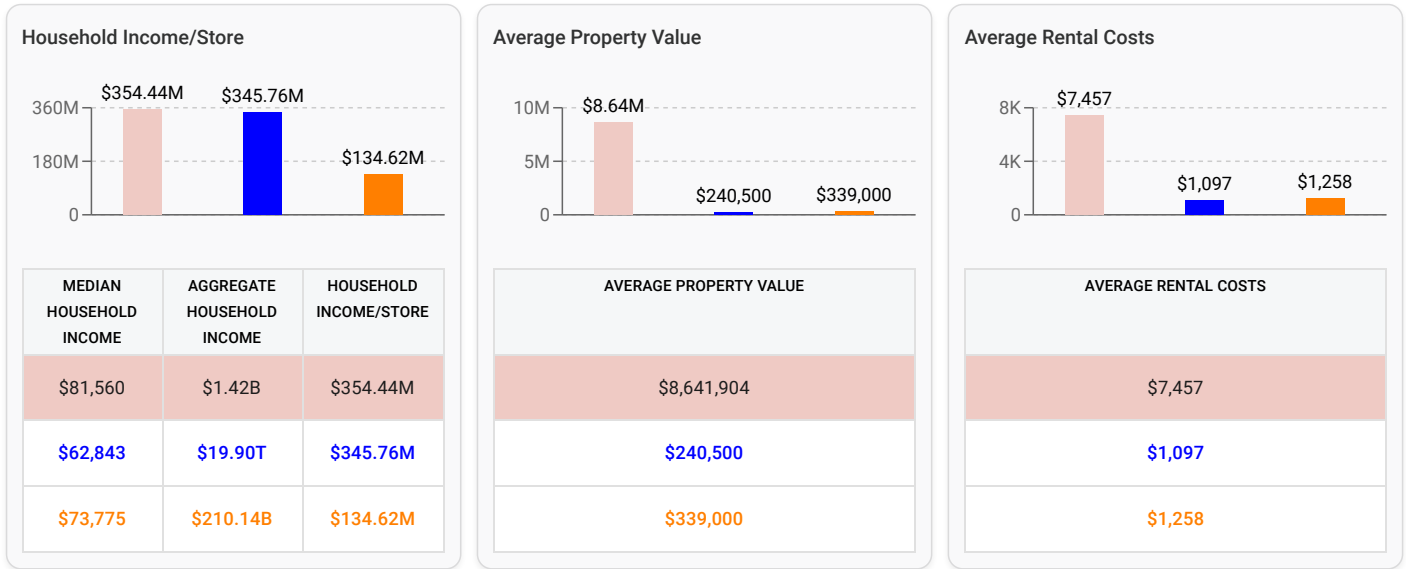 Household Income/Store
$354.44M
$345.76M
$134.62M
360M
180M
0
MEDIAN HOUSEHOLD INCOME
AGGREGATE HOUSEHOLD INCOME
HOUSEHOLD INCOME/STORE
$81,560 $1.42B $354.44M
$62,843 $19.90T $345.76M
$73,775 $210.14B $134.62M
Average Property Value
$8.64M
$240,500
$339,000
10M
5M
0
AVERAGE PROPERTY VALUE
$8,641,904
$240,500
$339,000
Average Rental Costs
$7,457
$1,097
$1,258
8K
4K
0
AVERAGE RENTAL COSTS
$7,457
$1,097
$1,258